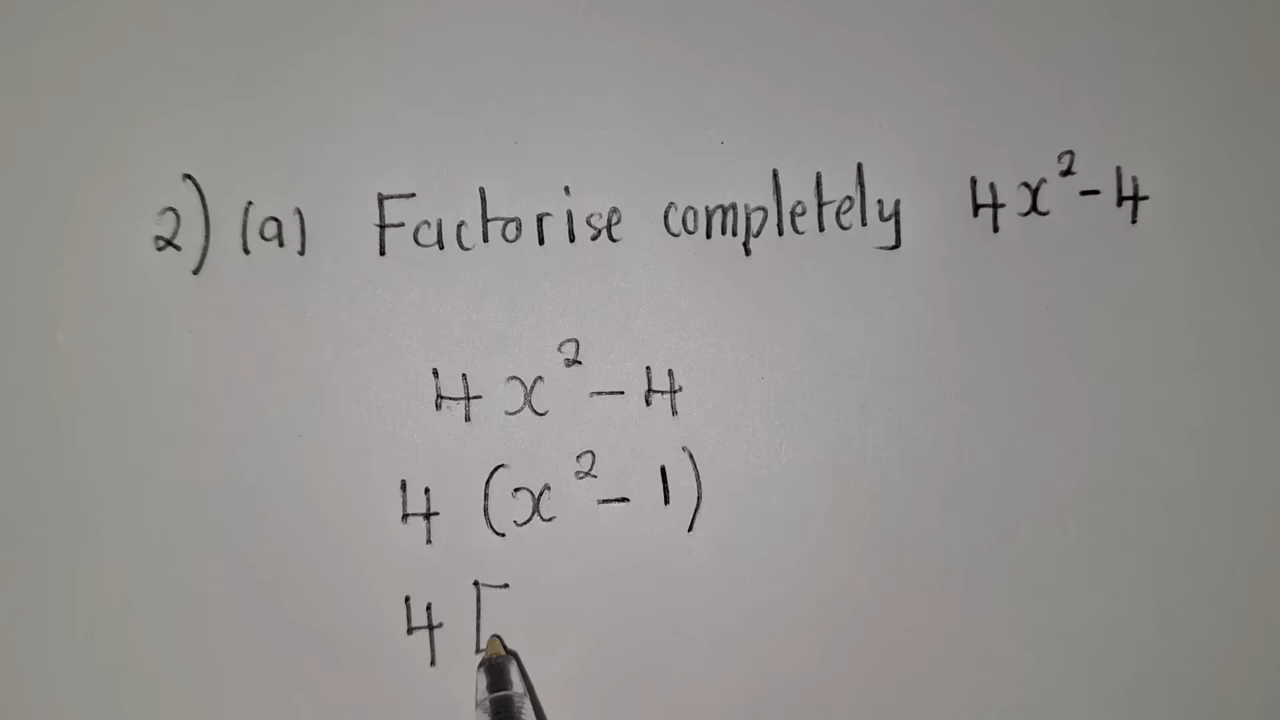 2) (a) Factorise completely 4x²-4
4x²-4
4 (x²-1)
4 [